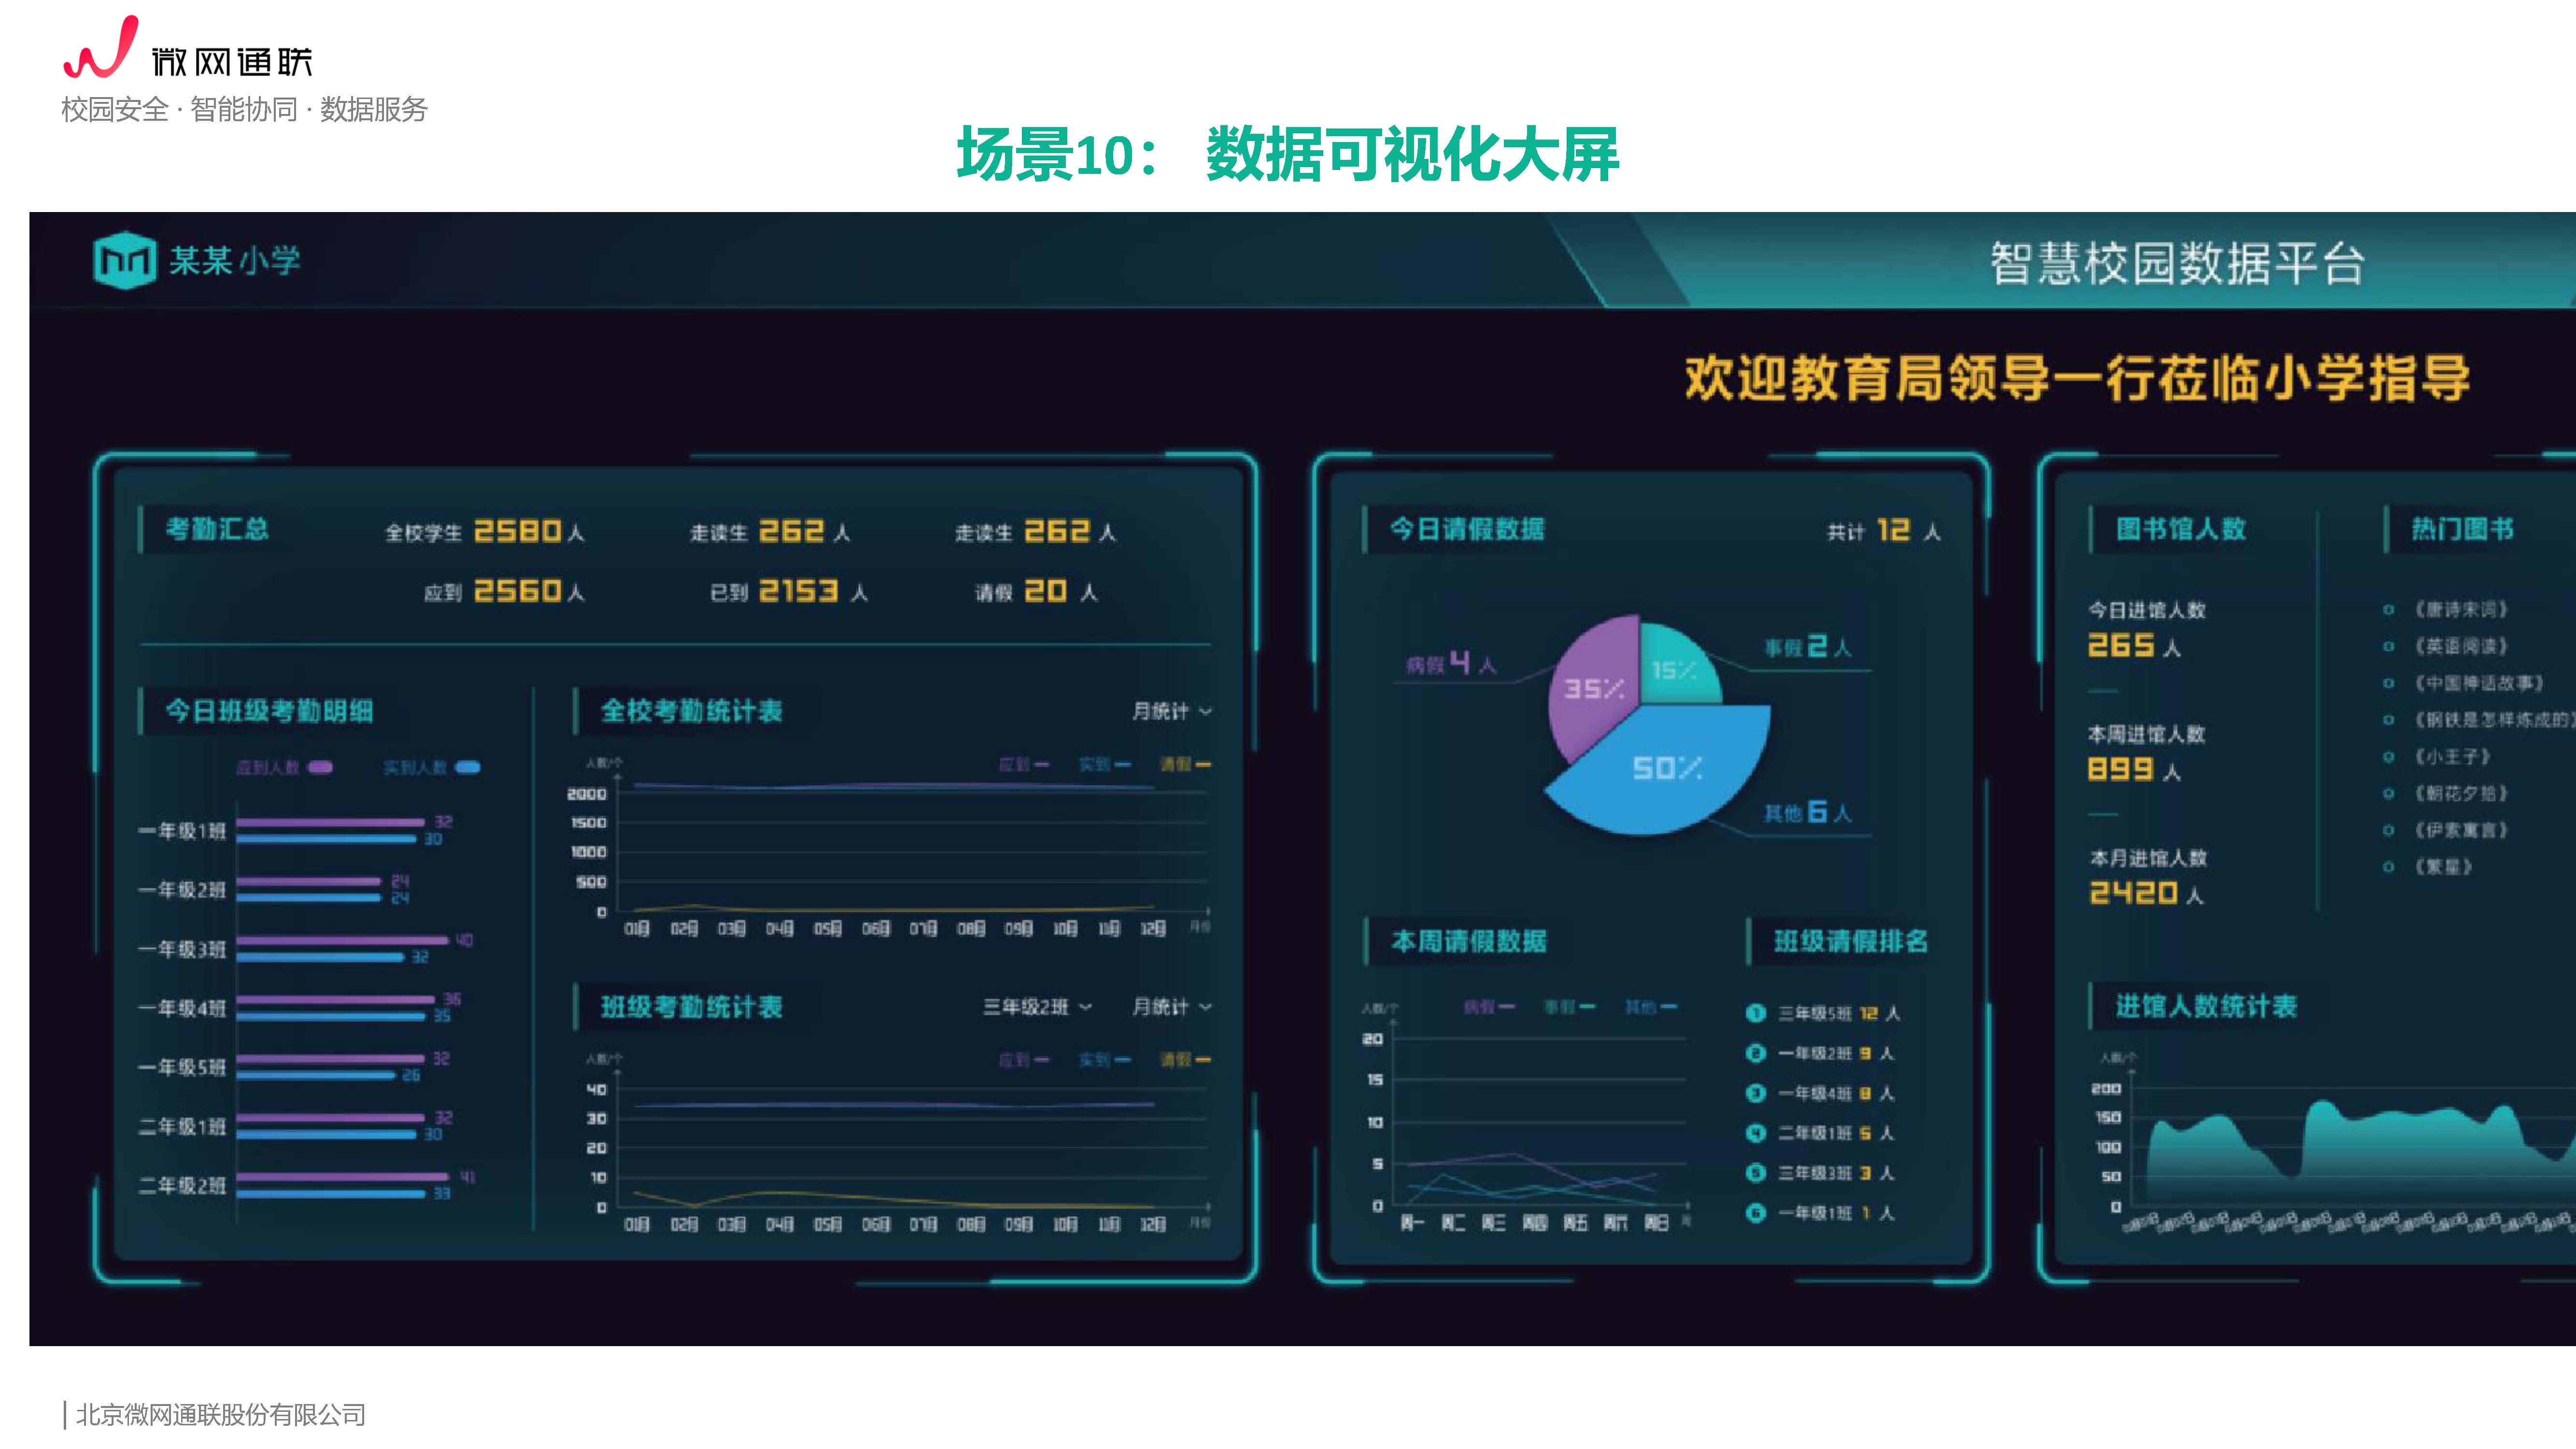 微网通联
校园安全 · 智能协同 · 数据服务
场景10： 数据可视化大屏
某某小学
智慧校园数据平台
欢迎教育局领导一行莅临小学指导
考勤汇总
全校学生 2580 人 走读生 262 人 走读生 262 人
应到 2560 人 已到 2153 人 请假 20 人
今日班级考勤明细
应到人数 实到人数
一年级1班 32 30
一年级2班 24 24
一年级3班 40 32
一年级4班 36 35
一年级5班 32 26
二年级1班 32 30
二年级2班 41 33
全校考勤统计表 月统计
人数/个 应到 实到 请假
2000
1500
1000
500
0
01月 02月 03月 04月 05月 06月 07月 08月 09月 10月 11月 12月 月份
班级考勤统计表 三年级2班 月统计
人数/个 应到 实到 请假
40
30
20
10
0
01月 02月 03月 04月 05月 06月 07月 08月 09月 10月 11月 12月 月份
今日请假数据 共计 12 人
病假 4 人
事假 2 人
35%
15%
50%
其他 6 人
本周请假数据
人数/个 病假 事假 其他
20
15
10
5
0
周一 周二 周三 周四 周五 周六 周日
班级请假排名
1 三年级5班 12 人
2 一年级2班 9 人
3 一年级4班 8 人
4 二年级1班 5 人
5 三年级3班 3 人
6 一年级1班 1 人
图书馆人数
今日进馆人数
265 人
本周进馆人数
899 人
本月进馆人数
2420 人
热门图书
《唐诗宋词》
《英语阅读》
《中国神话故事》
《钢铁是怎样炼成的》
《小王子》
《朝花夕拾》
《伊索寓言》
《繁星》
进馆人数统计表
人数/个
200
150
100
50
0
北京微网通联股份有限公司